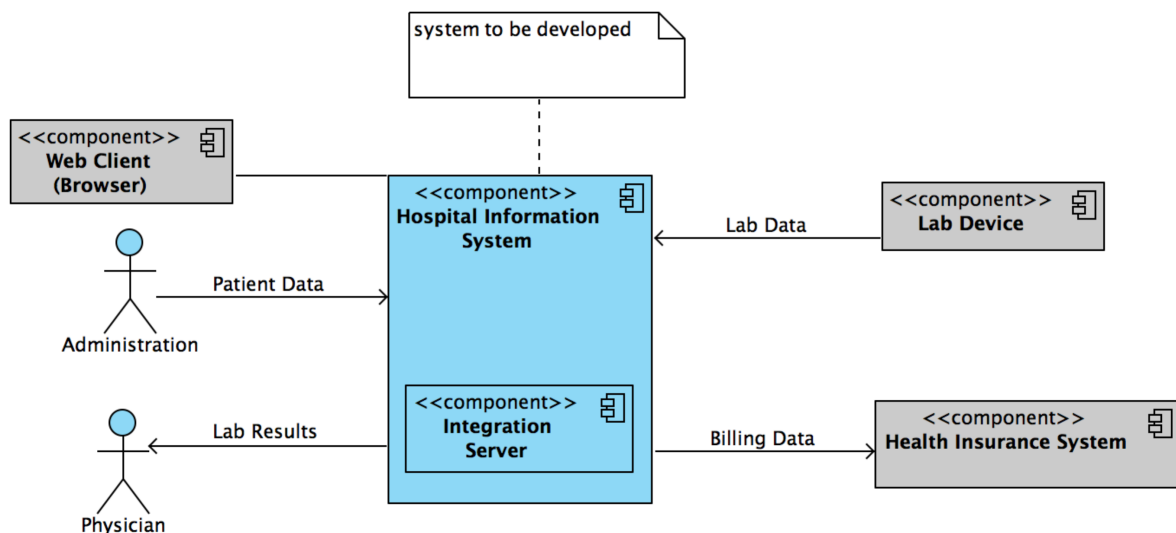 system to be developed
<<component>>
Web Client
(Browser)
<<component>>
Hospital Information
System
<<component>>
Lab Device
Lab Data
Patient Data
Administration
<<component>>
Integration
Server
Lab Results
Physician
Billing Data
<<component>>
Health Insurance System